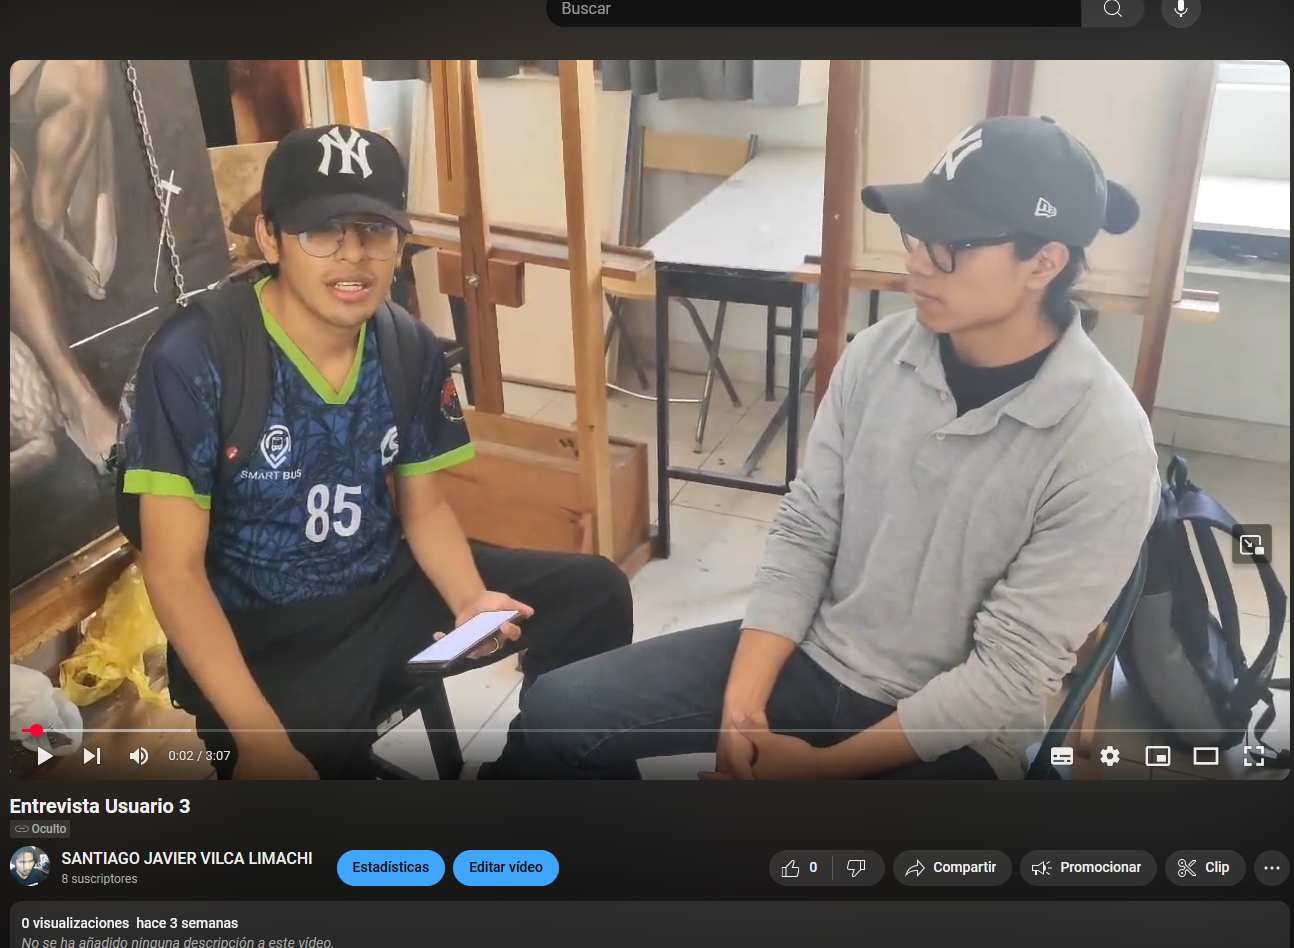 Buscar
NY
NY
SMART BUS
85
0:02 / 3:07
Entrevista Usuario 3
Oculto
SANTIAGO JAVIER VILCA LIMACHI
8 suscriptores
Estadísticas
Editar vídeo
0
Compartir
Promocionar
Clip
0 visualizaciones hace 3 semanas
No se ha añadido ninguna descripción a este vídeo.